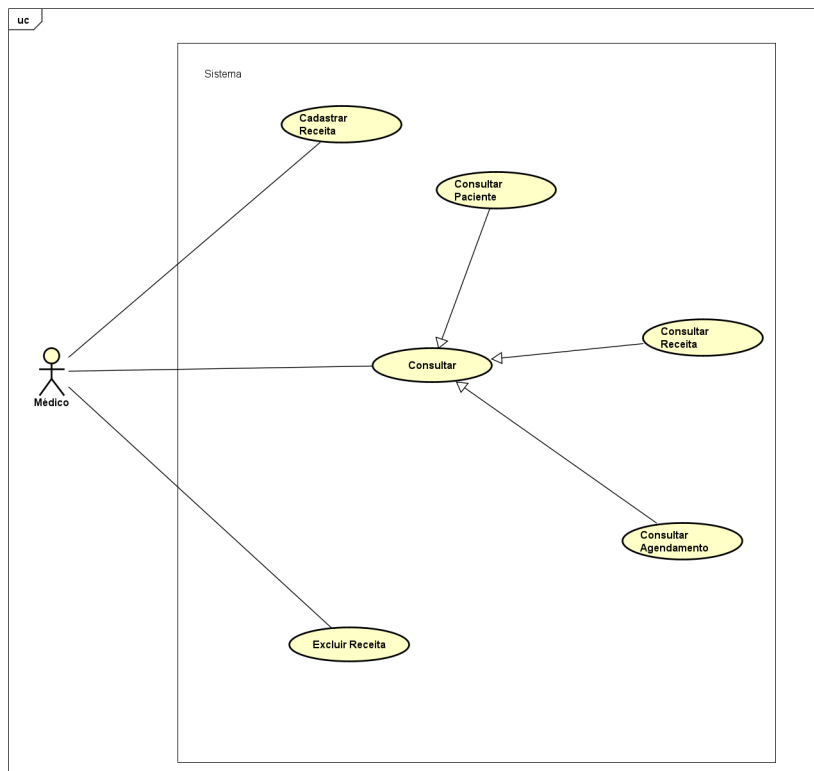 uc
Sistema
Cadastrar
Receita
Consultar
Paciente
Consultar
Receita
Consultar
Médico
Consultar
Agendamento
Excluir Receita